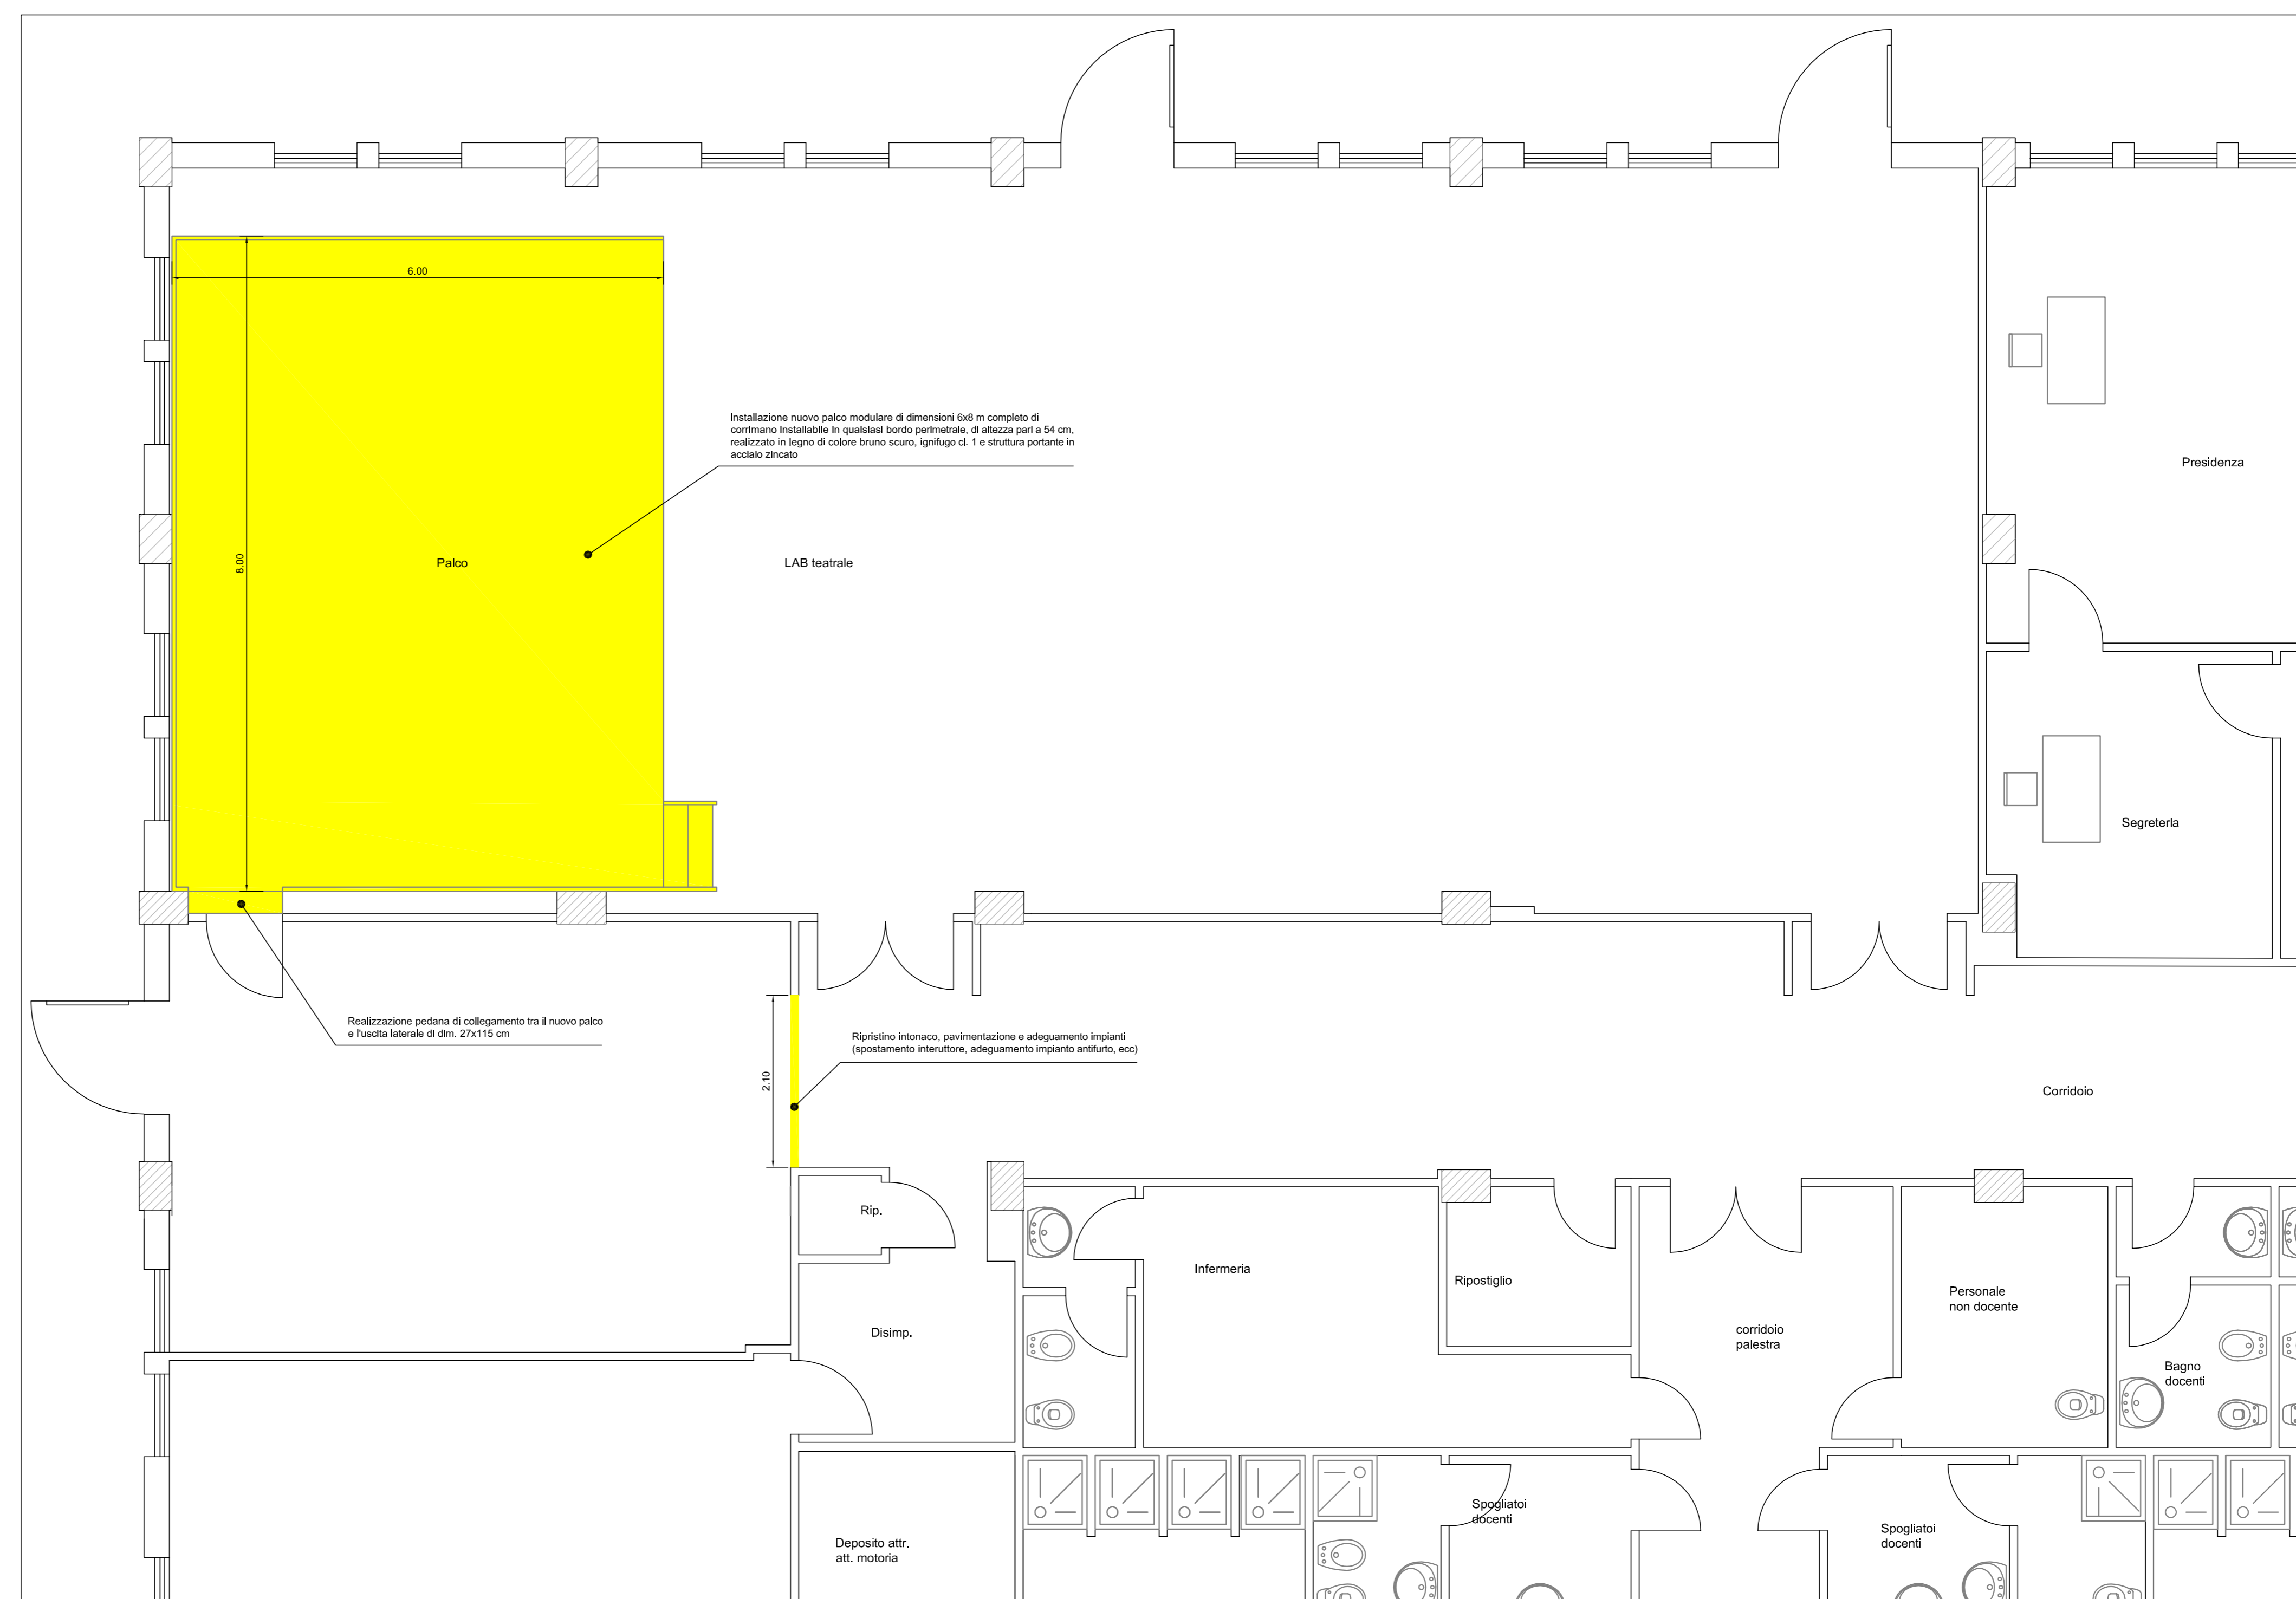 6.00
Installazione nuovo palco modulare di dimensioni 6x8 m completo di
corrimano installabile in qualsiasi bordo perimetrale, di altezza pari a 54 cm,
realizzato in legno di colore bruno scuro, ignifugo cl. 1 e struttura portante in
acciaio zincato
Presidenza
8.00
Palco
LAB teatrale
Segreteria
Realizzazione pedana di collegamento tra il nuovo palco
e l'uscita laterale di dim. 27x115 cm
Ripristino intonaco, pavimentazione e adeguamento impianti
(spostamento interuttore, adeguamento impianto antifurto, ecc)
2.10
Corridoio
Rip.
Infermeria
Ripostiglio
Personale
non docente
Disimp.
corridoio
palestra
Bagno
docenti
Spogliatoi
docenti
Spogliatoi
docenti
Deposito attr.
att. motoria